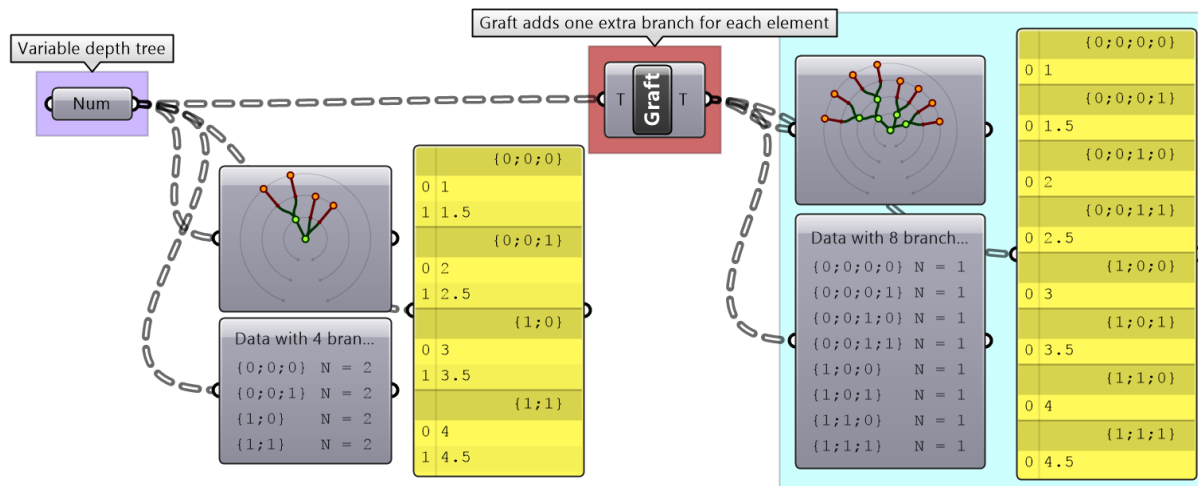 Variable depth tree
Num
Graft adds one extra branch for each element
T Graft T
{0;0;0}
0 1
1 1.5
{0;0;1}
0 2
1 2.5
{1;0}
0 3
1 3.5
{1;1}
0 4
1 4.5
Data with 4 bran...
{0;0;0} N = 2
{0;0;1} N = 2
{1;0} N = 2
{1;1} N = 2
Data with 8 branch...
{0;0;0;0} N = 1
{0;0;0;1} N = 1
{0;0;1;0} N = 1
{0;0;1;1} N = 1
{1;0;0} N = 1
{1;0;1} N = 1
{1;1;0} N = 1
{1;1;1} N = 1
{0;0;0;0}
0 1
{0;0;0;1}
0 1.5
{0;0;1;0}
0 2
{0;0;1;1}
0 2.5
{1;0;0}
0 3
{1;0;1}
0 3.5
{1;1;0}
0 4
{1;1;1}
0 4.5